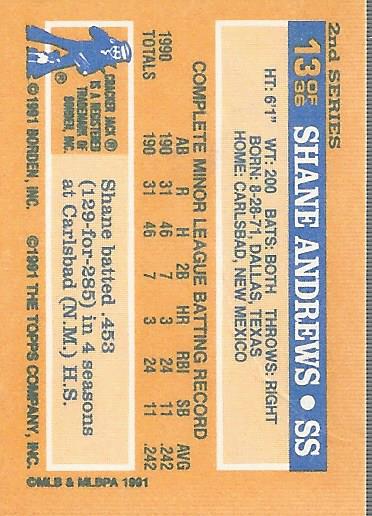 2nd SERIES
13 OF 36 SHANE ANDREWS • SS
HT: 6'1" WT: 200 BATS: BOTH THROWS: RIGHT
BORN: 8-28-71, DALLAS, TEXAS
HOME: CARLSBAD, NEW MEXICO
COMPLETE MINOR LEAGUE BATTING RECORD
AB R H 2B HR RBI SB AVG
1990 190 31 46 7 3 24 11 .242
TOTALS 190 31 46 7 3 24 11 .242
CRACKER JACK®
IS A REGISTERED
TRADEMARK OF
BORDEN, INC.
®
Shane batted .453
(129-for-285) in 4 seasons
at Carlsbad (N.M.) H.S.
©1991 BORDEN, INC. ©1991 THE TOPPS COMPANY, INC.
©MLB & MLBPA 1991